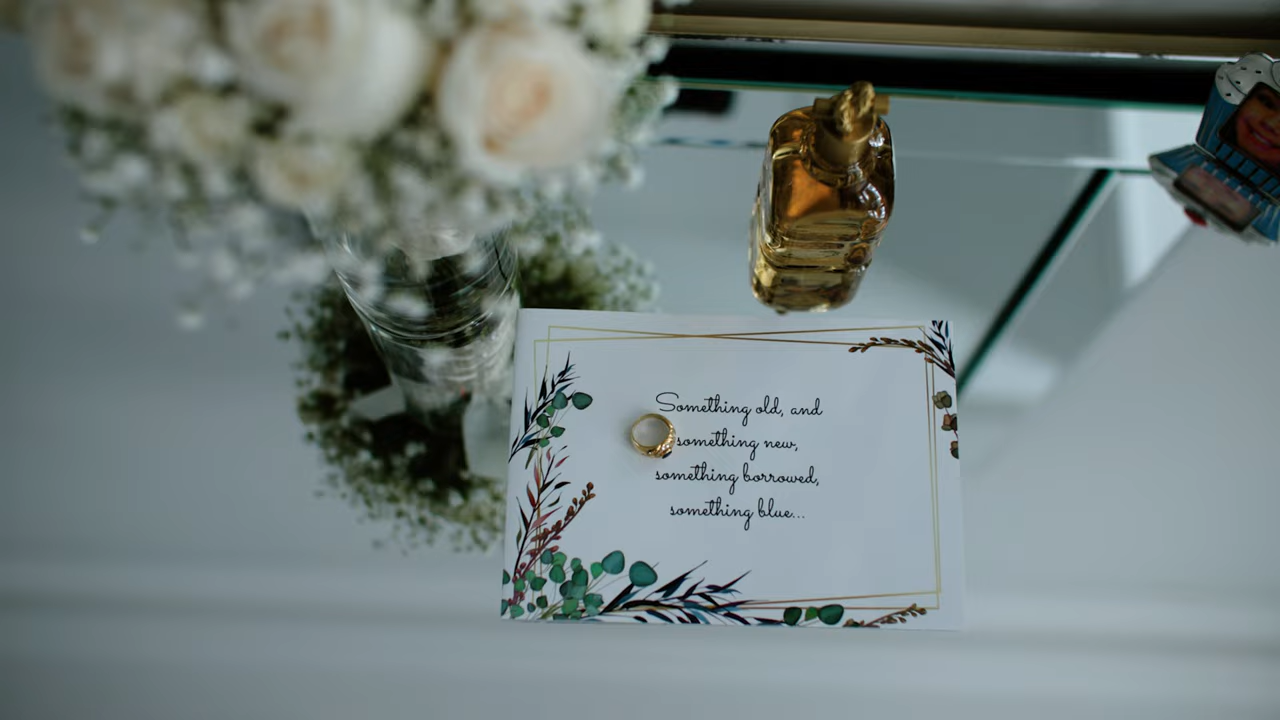 Something old, and
something new,
something borrowed,
something blue...